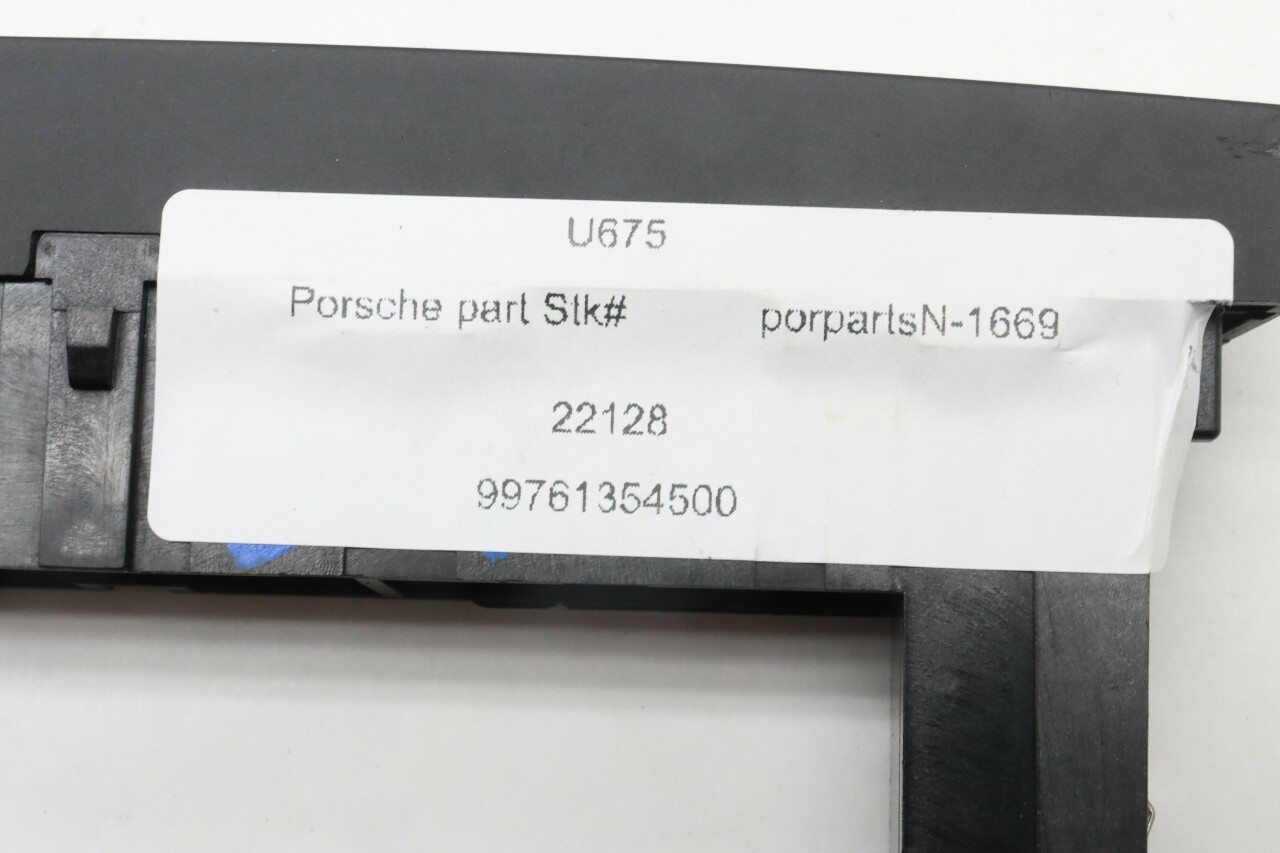 U675
Porsche part Stk# porpartsN-1669
22128
99761354500